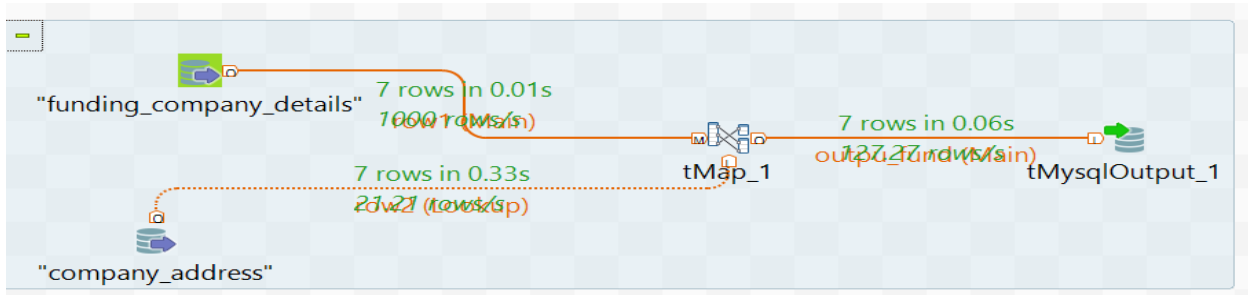 "funding_company_details"
7 rows in 0.01s
1000 rows/s
row1 (Main)
M
O
tMap_1
7 rows in 0.06s
127,27 rows/s
outpu_fund (Main)
tMysqlOutput_1
7 rows in 0.33s
21,21 rows/s
row2 (Lookup)
"company_address"